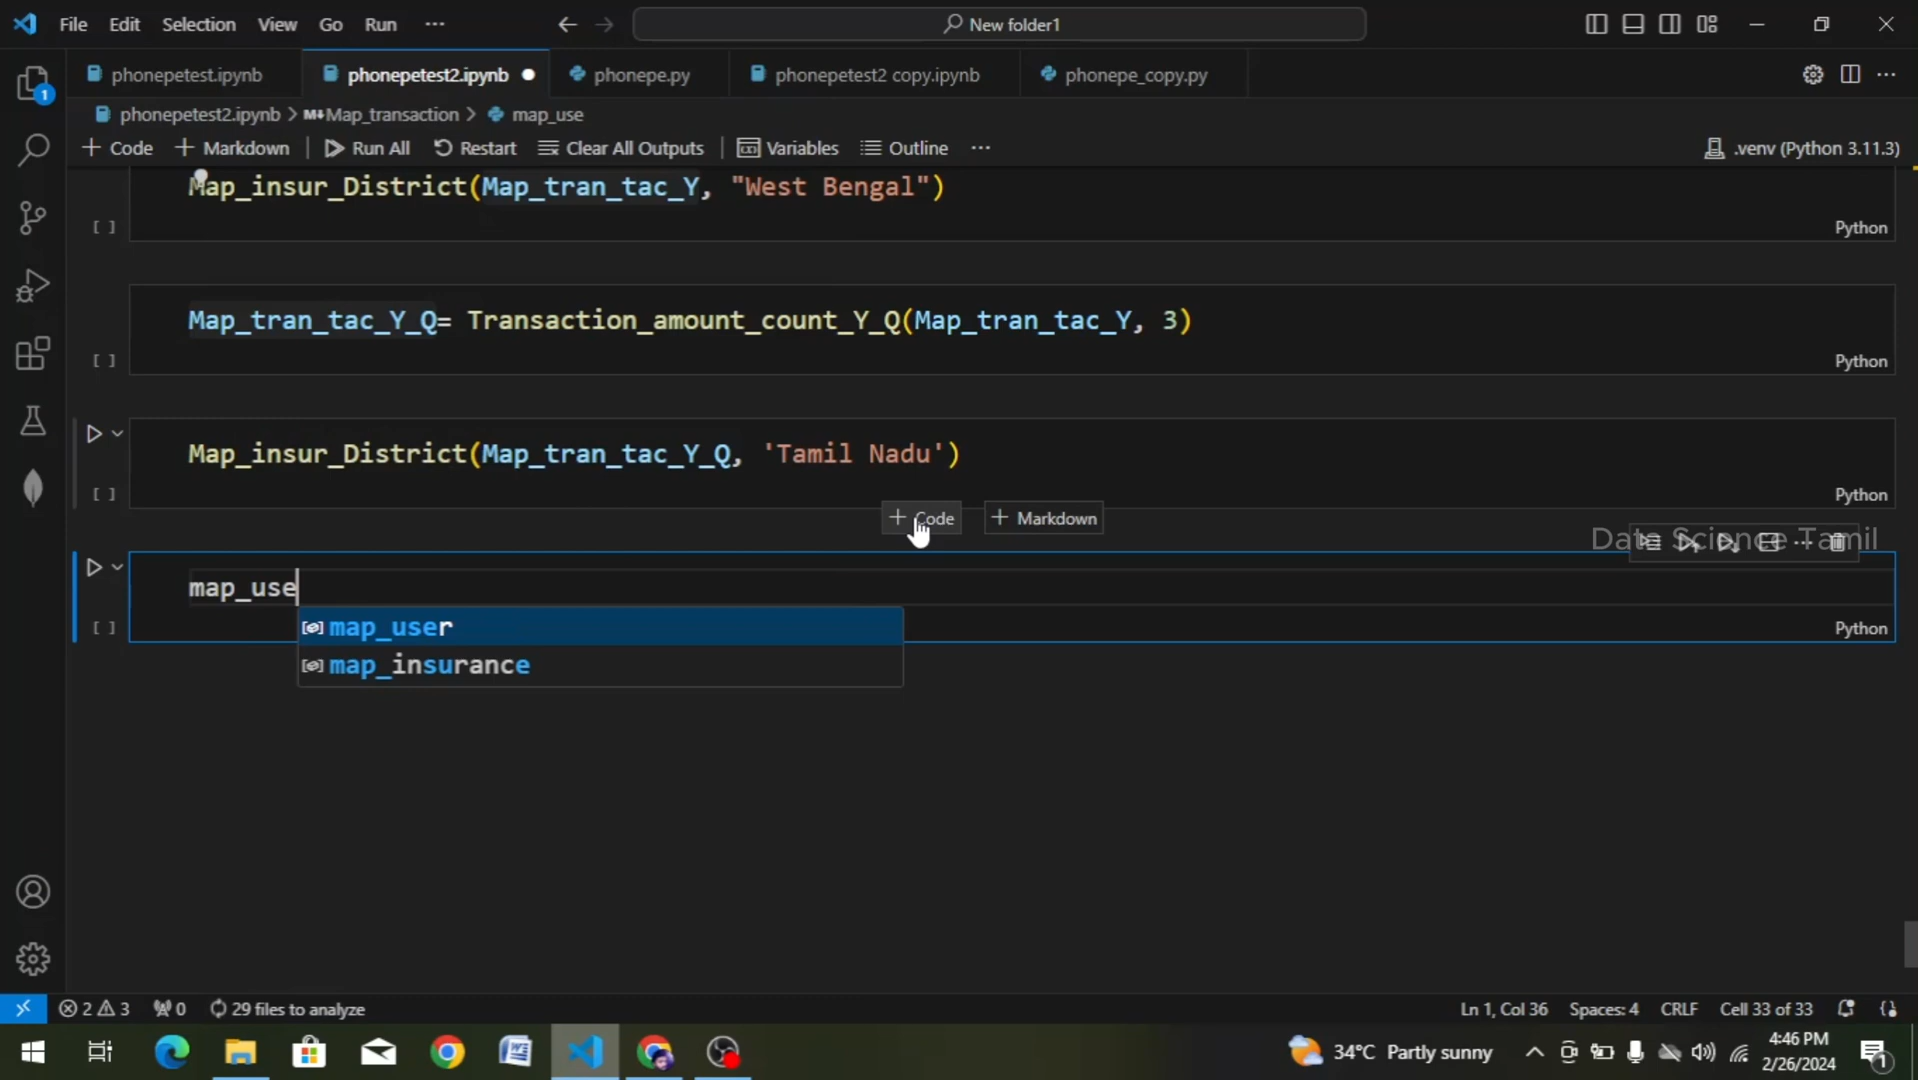 File Edit Selection View Go Run ··· New folder1
phonepetest.ipynb phonepetest2.ipynb phonepe.py phonepetest2 copy.ipynb phonepe_copy.py
phonepetest2.ipynb > M↓ Map_transaction > map_use
+ Code + Markdown Run All Restart Clear All Outputs Variables Outline ··· .venv (Python 3.11.3)
Map_insur_District(Map_tran_tac_Y, "West Bengal")
[ ] Python
Map_tran_tac_Y_Q= Transaction_amount_count_Y_Q(Map_tran_tac_Y, 3)
[ ] Python
Map_insur_District(Map_tran_tac_Y_Q, 'Tamil Nadu')
[ ] Python
+ Code + Markdown
Data Science Tamil
map_use
[ ] Python
map_user
map_insurance
2 3 0 29 files to analyze Ln 1, Col 36 Spaces: 4 CRLF Cell 33 of 33
34°C Partly sunny 4:46 PM
2/26/2024
1
1